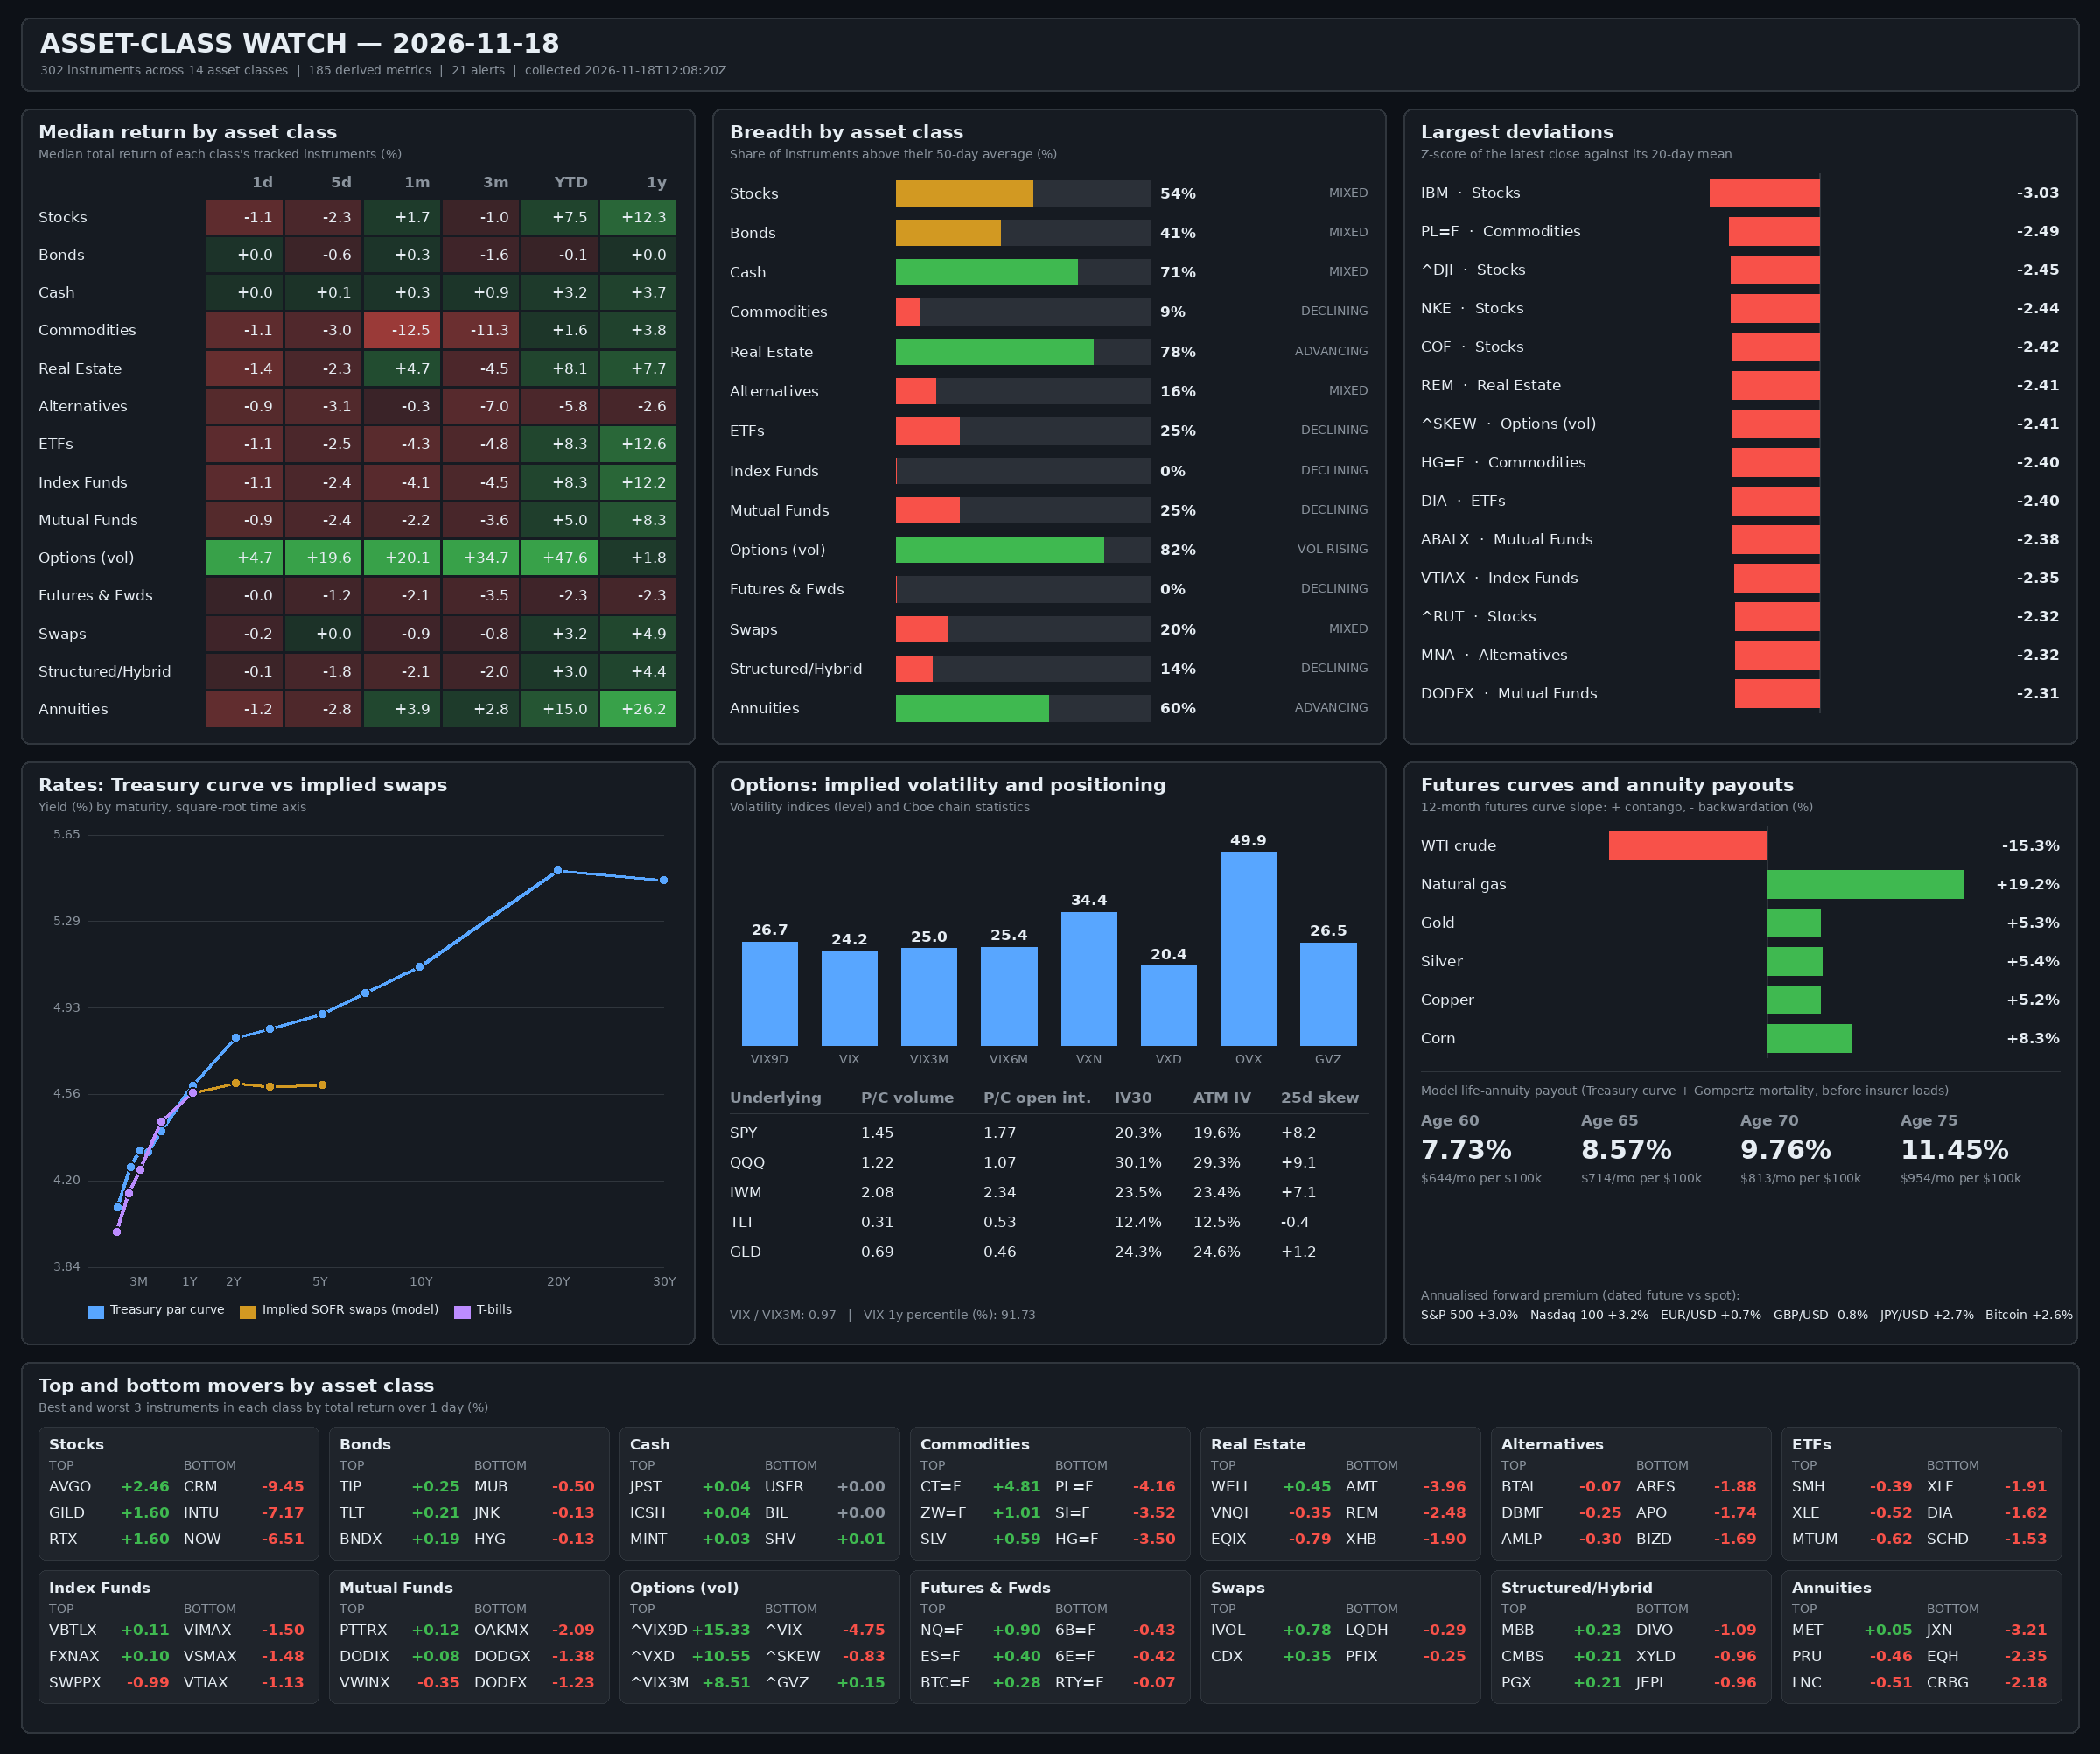 ASSET-CLASS WATCH — 2026-11-18
302 instruments across 14 asset classes | 185 derived metrics | 21 alerts | collected 2026-11-18T12:08:20Z
Median return by asset class
Median total return of each class's tracked instruments (%)
1d 5d 1m 3m YTD 1y
Stocks -1.1 -2.3 +1.7 -1.0 +7.5 +12.3
Bonds +0.0 -0.6 +0.3 -1.6 -0.1 +0.0
Cash +0.0 +0.1 +0.3 +0.9 +3.2 +3.7
Commodities -1.1 -3.0 -12.5 -11.3 +1.6 +3.8
Real Estate -1.4 -2.3 +4.7 -4.5 +8.1 +7.7
Alternatives -0.9 -3.1 -0.3 -7.0 -5.8 -2.6
ETFs -1.1 -2.5 -4.3 -4.8 +8.3 +12.6
Index Funds -1.1 -2.4 -4.1 -4.5 +8.3 +12.2
Mutual Funds -0.9 -2.4 -2.2 -3.6 +5.0 +8.3
Options (vol) +4.7 +19.6 +20.1 +34.7 +47.6 +1.8
Futures & Fwds -0.0 -1.2 -2.1 -3.5 -2.3 -2.3
Swaps -0.2 +0.0 -0.9 -0.8 +3.2 +4.9
Structured/Hybrid -0.1 -1.8 -2.1 -2.0 +3.0 +4.4
Annuities -1.2 -2.8 +3.9 +2.8 +15.0 +26.2
Breadth by asset class
Share of instruments above their 50-day average (%)
Stocks 54% MIXED
Bonds 41% MIXED
Cash 71% MIXED
Commodities 9% DECLINING
Real Estate 78% ADVANCING
Alternatives 16% MIXED
ETFs 25% DECLINING
Index Funds 0% DECLINING
Mutual Funds 25% DECLINING
Options (vol) 82% VOL RISING
Futures & Fwds 0% DECLINING
Swaps 20% MIXED
Structured/Hybrid 14% DECLINING
Annuities 60% ADVANCING
Largest deviations
Z-score of the latest close against its 20-day mean
IBM · Stocks -3.03
PL=F · Commodities -2.49
^DJI · Stocks -2.45
NKE · Stocks -2.44
COF · Stocks -2.42
REM · Real Estate -2.41
^SKEW · Options (vol) -2.41
HG=F · Commodities -2.40
DIA · ETFs -2.40
ABALX · Mutual Funds -2.38
VTIAX · Index Funds -2.35
^RUT · Stocks -2.32
MNA · Alternatives -2.32
DODFX · Mutual Funds -2.31
Rates: Treasury curve vs implied swaps
Yield (%) by maturity, square-root time axis
5.65
5.29
4.93
4.56
4.20
3.84
3M 1Y 2Y 5Y 10Y 20Y 30Y
Treasury par curve Implied SOFR swaps (model) T-bills
Options: implied volatility and positioning
Volatility indices (level) and Cboe chain statistics
26.7 24.2 25.0 25.4 34.4 20.4 49.9 26.5
VIX9D VIX VIX3M VIX6M VXN VXD OVX GVZ
Underlying P/C volume P/C open int. IV30 ATM IV 25d skew
SPY 1.45 1.77 20.3% 19.6% +8.2
QQQ 1.22 1.07 30.1% 29.3% +9.1
IWM 2.08 2.34 23.5% 23.4% +7.1
TLT 0.31 0.53 12.4% 12.5% -0.4
GLD 0.69 0.46 24.3% 24.6% +1.2
VIX / VIX3M: 0.97 | VIX 1y percentile (%): 91.73
Futures curves and annuity payouts
12-month futures curve slope: + contango, - backwardation (%)
WTI crude -15.3%
Natural gas +19.2%
Gold +5.3%
Silver +5.4%
Copper +5.2%
Corn +8.3%
Model life-annuity payout (Treasury curve + Gompertz mortality, before insurer loads)
Age 60 Age 65 Age 70 Age 75
7.73% 8.57% 9.76% 11.45%
$644/mo per $100k $714/mo per $100k $813/mo per $100k $954/mo per $100k
Annualised forward premium (dated future vs spot):
S&P 500 +3.0% Nasdaq-100 +3.2% EUR/USD +0.7% GBP/USD -0.8% JPY/USD +2.7% Bitcoin +2.6%
Top and bottom movers by asset class
Best and worst 3 instruments in each class by total return over 1 day (%)
Stocks
TOP BOTTOM
AVGO +2.46 CRM -9.45
GILD +1.60 INTU -7.17
RTX +1.60 NOW -6.51
Bonds
TOP BOTTOM
TIP +0.25 MUB -0.50
TLT +0.21 JNK -0.13
BNDX +0.19 HYG -0.13
Cash
TOP BOTTOM
JPST +0.04 USFR +0.00
ICSH +0.04 BIL +0.00
MINT +0.03 SHV +0.01
Commodities
TOP BOTTOM
CT=F +4.81 PL=F -4.16
ZW=F +1.01 SI=F -3.52
SLV +0.59 HG=F -3.50
Real Estate
TOP BOTTOM
WELL +0.45 AMT -3.96
VNQI -0.35 REM -2.48
EQIX -0.79 XHB -1.90
Alternatives
TOP BOTTOM
BTAL -0.07 ARES -1.88
DBMF -0.25 APO -1.74
AMLP -0.30 BIZD -1.69
ETFs
TOP BOTTOM
SMH -0.39 XLF -1.91
XLE -0.52 DIA -1.62
MTUM -0.62 SCHD -1.53
Index Funds
TOP BOTTOM
VBTLX +0.11 VIMAX -1.50
FXNAX +0.10 VSMAX -1.48
SWPPX -0.99 VTIAX -1.13
Mutual Funds
TOP BOTTOM
PTTRX +0.12 OAKMX -2.09
DODIX +0.08 DODGX -1.38
VWINX -0.35 DODFX -1.23
Options (vol)
TOP BOTTOM
^VIX9D +15.33 ^VIX -4.75
^VXD +10.55 ^SKEW -0.83
^VIX3M +8.51 ^GVZ +0.15
Futures & Fwds
TOP BOTTOM
NQ=F +0.90 6B=F -0.43
ES=F +0.40 6E=F -0.42
BTC=F +0.28 RTY=F -0.07
Swaps
TOP BOTTOM
IVOL +0.78 LQDH -0.29
CDX +0.35 PFIX -0.25
Structured/Hybrid
TOP BOTTOM
MBB +0.23 DIVO -1.09
CMBS +0.21 XYLD -0.96
PGX +0.21 JEPI -0.96
Annuities
TOP BOTTOM
MET +0.05 JXN -3.21
PRU -0.46 EQH -2.35
LNC -0.51 CRBG -2.18